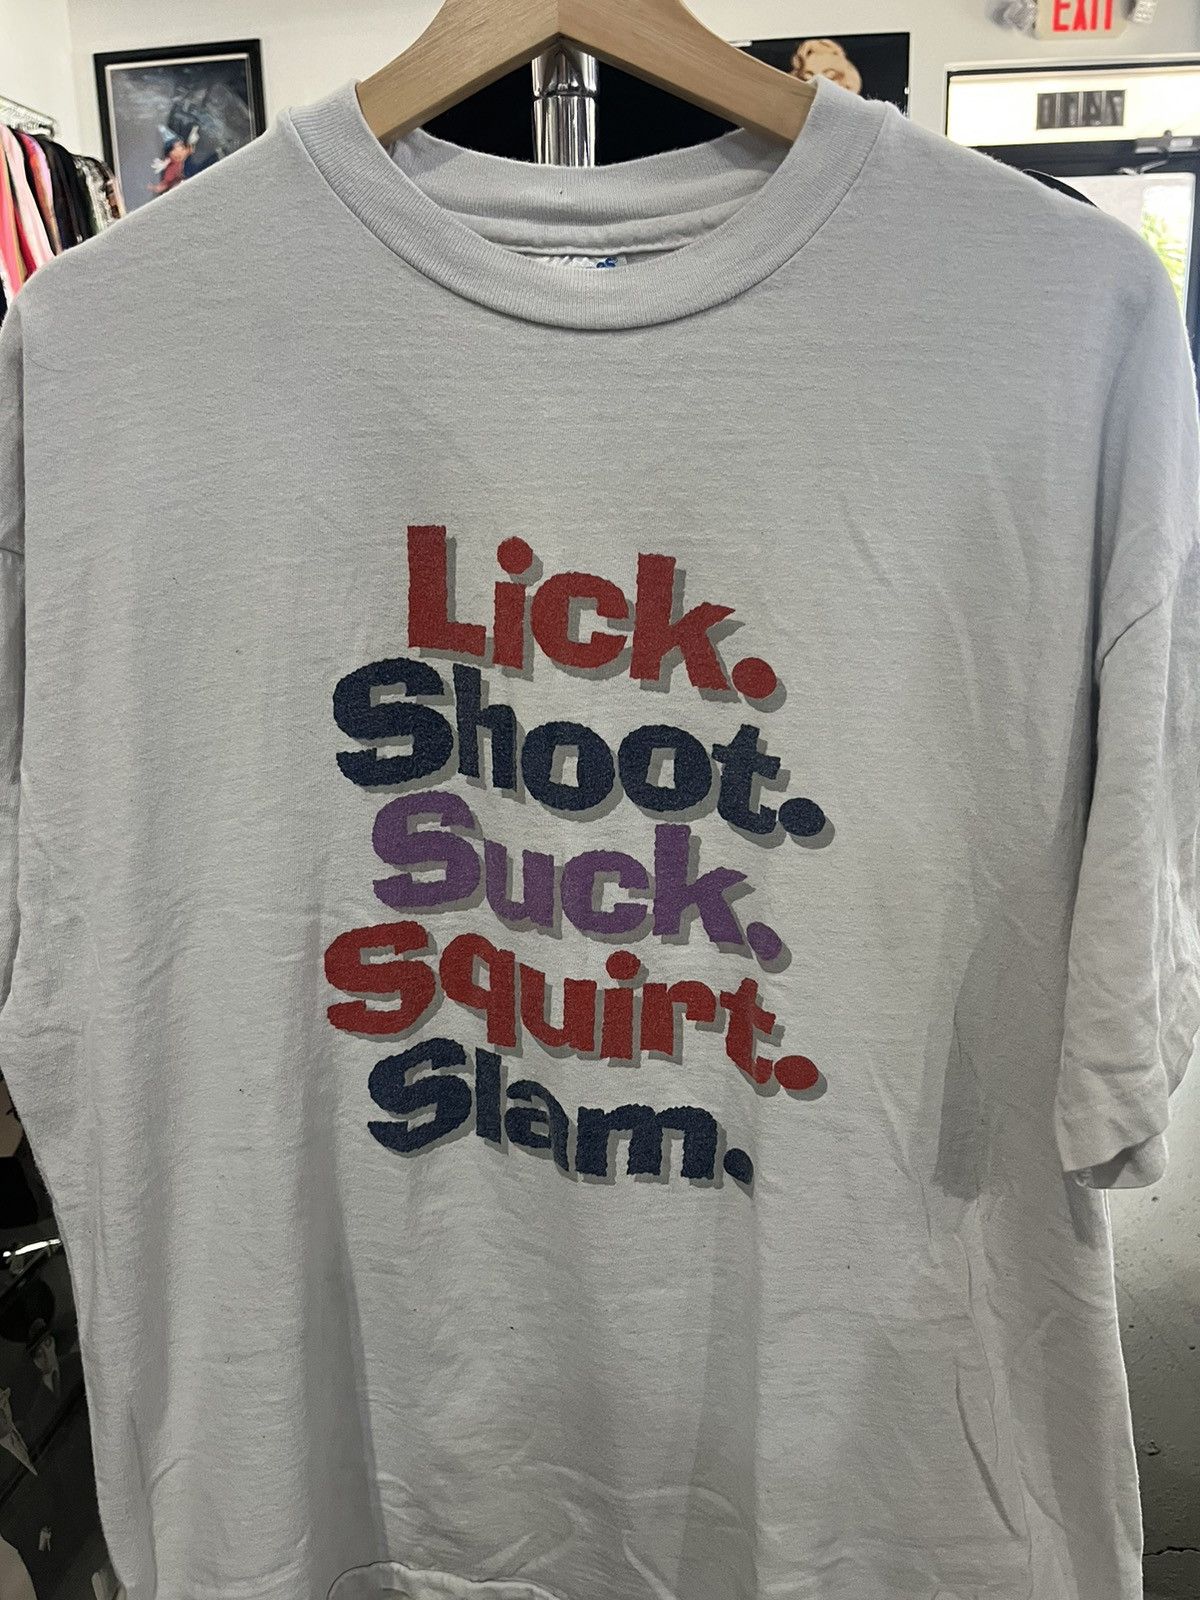 EXIT
Lick.
Shoot.
Suck.
Squirt.
Slam.